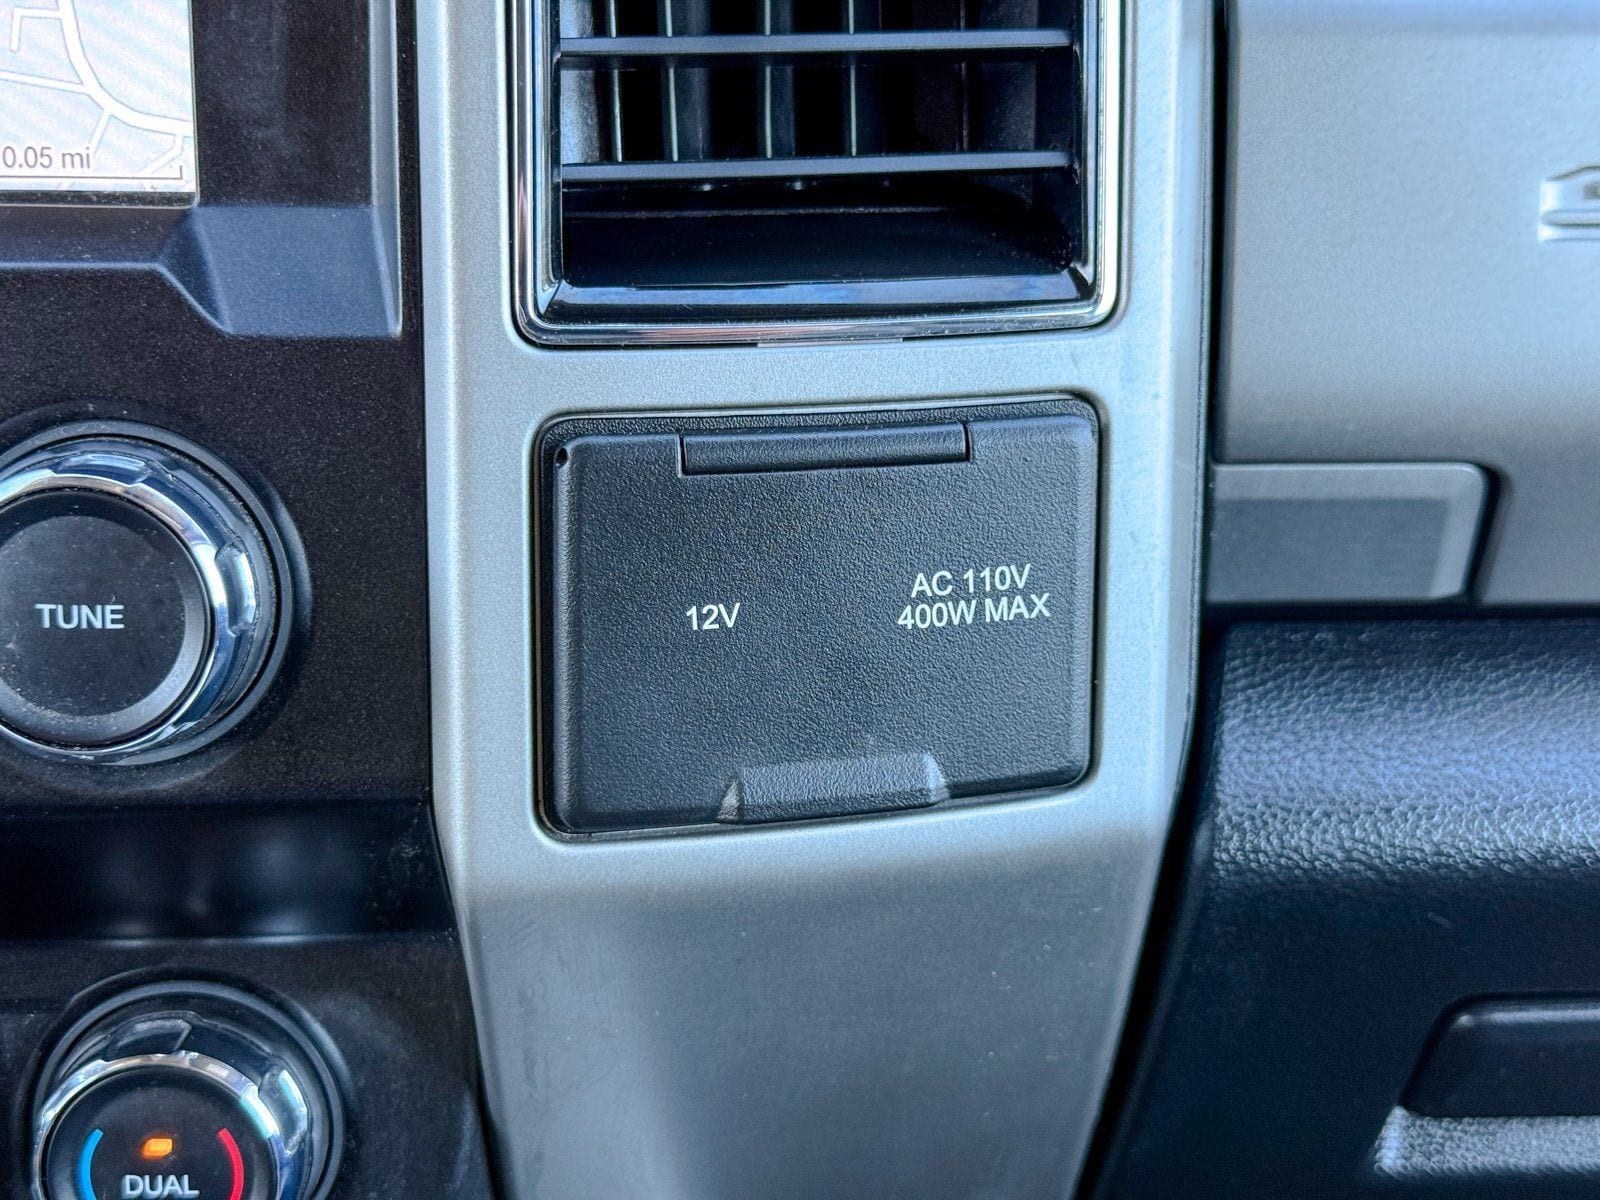 0.05 mi
TUNE
12V
AC 110V
400W MAX
DUAL